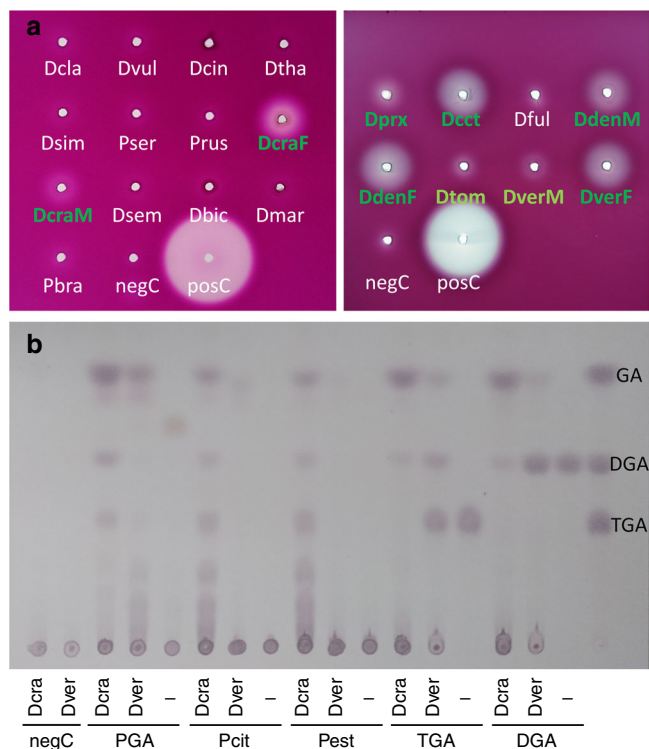 a
Dcla Dvul Dcin Dtha
Dsim Pser Prus DcraF
DcraM Dsem Dbic Dmar
Pbra negC posC
Dprx Dcct Dful DdenM
DdenF Dtom DverM DverF
negC posC
b
GA
DGA
TGA
Dcra Dver Dcra Dver – Dcra Dver – Dcra Dver – Dcra Dver – Dcra Dver –
negC PGA Pcit Pest TGA DGA